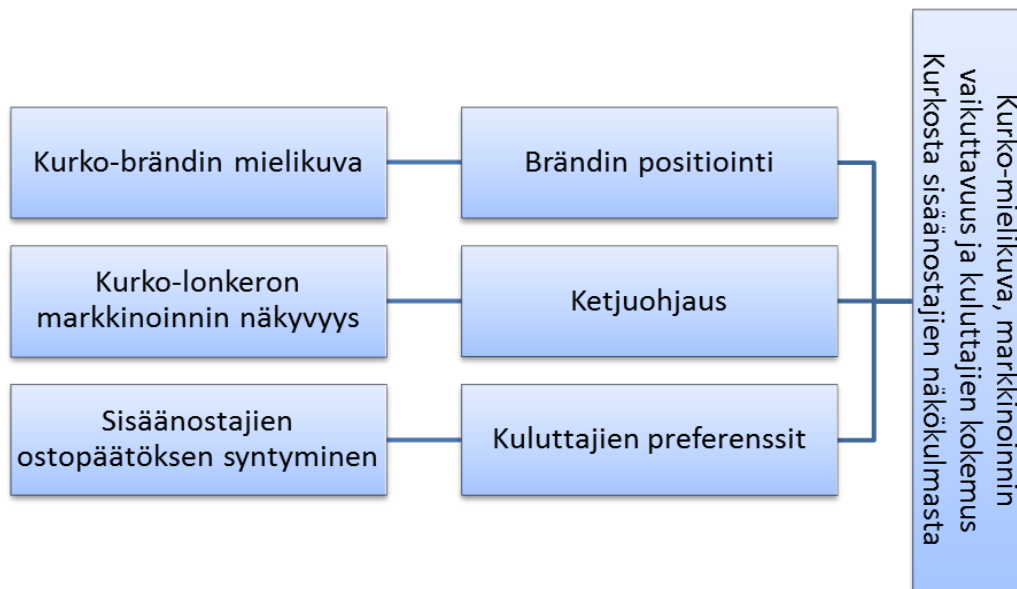 Kurko-brändin mielikuva
Brändin positiointi
Kurko-lonkeron
markkinoinnin näkyvyys
Ketjuohjaus
Sisäänostajien
ostopäätöksen syntyminen
Kuluttajien preferenssit
Kurko-mielikuva, markkinoinnin
vaikuttavuus ja kuluttajien kokemus
Kurkosta sisäänostajien näkökulmasta